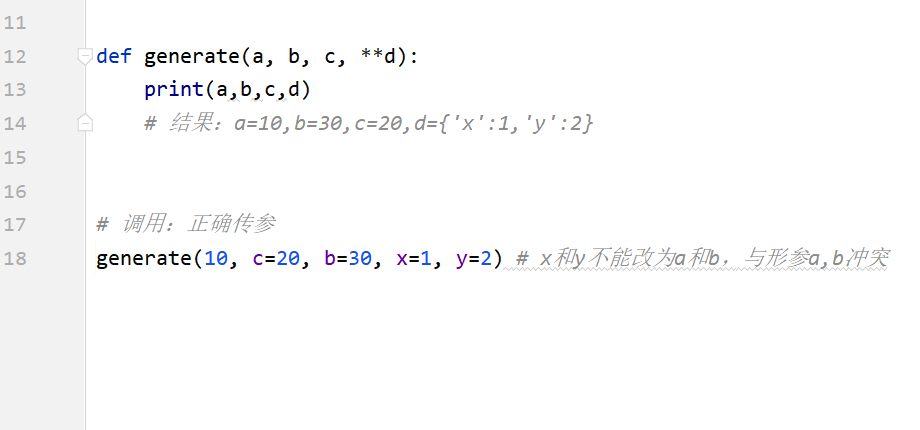 11
12 def generate(a, b, c, **d):
13 print(a,b,c,d)
14 # 结果：a=10,b=30,c=20,d={'x':1,'y':2}
15
16
17 # 调用：正确传参
18 generate(10, c=20, b=30, x=1, y=2) # x和y不能改为a和b，与形参a,b冲突